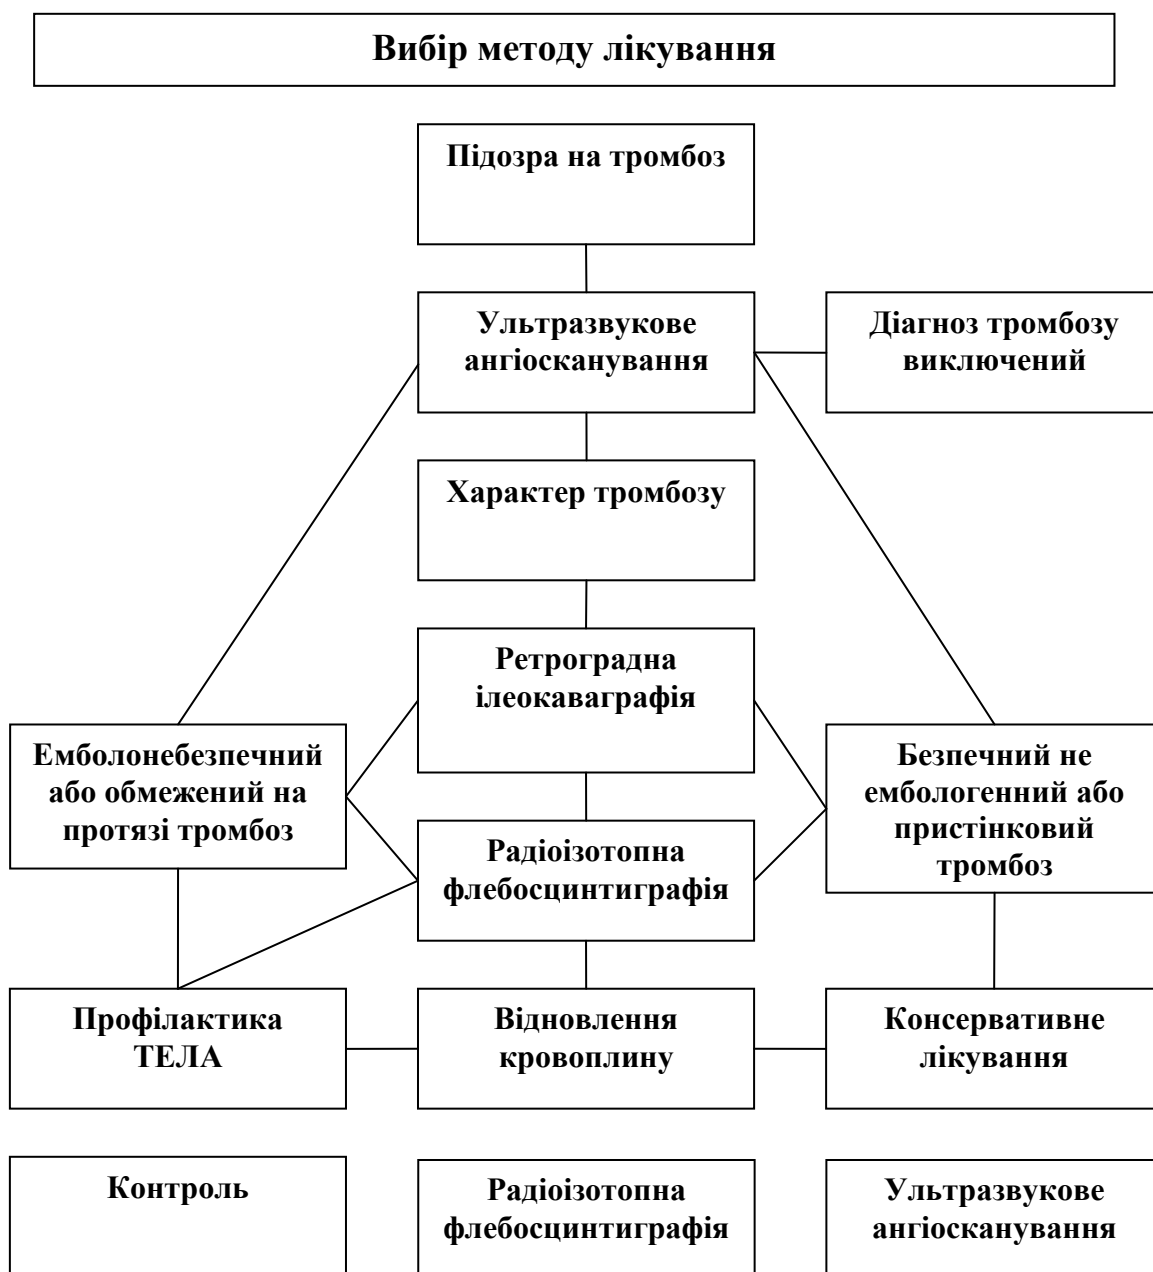 Вибір методу лікування
Підозра на тромбоз
Ультразвукове
ангіосканування
Діагноз тромбозу
виключений
Характер тромбозу
Ретроградна
ілеокаваграфія
Емболонебезпечний
або обмежений на
протязі тромбоз
Безпечний не
ембологенний або
пристінковий
тромбоз
Радіоізотопна
флебосцинтиграфія
Профілактика
ТЕЛА
Відновлення
кровоплину
Консервативне
лікування
Контроль
Радіоізотопна
флебосцинтиграфія
Ультразвукове
ангіосканування